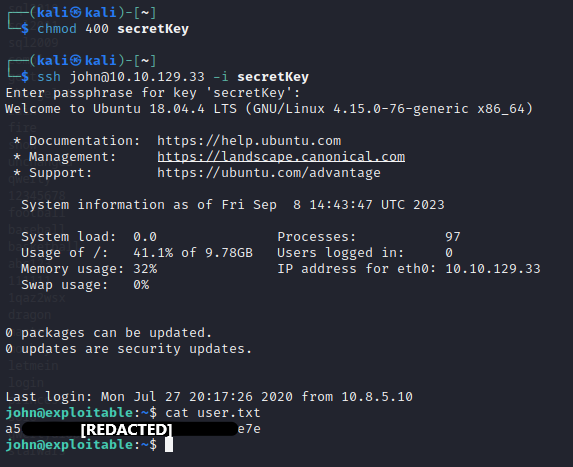 ┌──(kali㉿kali)-[~]
└─$ chmod 400 secretKey
┌──(kali㉿kali)-[~]
└─$ ssh john@10.10.129.33 -i secretKey
Enter passphrase for key 'secretKey':
Welcome to Ubuntu 18.04.4 LTS (GNU/Linux 4.15.0-76-generic x86_64)
* Documentation:  https://help.ubuntu.com
* Management:     https://landscape.canonical.com
* Support:        https://ubuntu.com/advantage
System information as of Fri Sep  8 14:43:47 UTC 2023
System load:  0.0                Processes:           97
Usage of /:   41.1% of 9.78GB   Users logged in:     0
Memory usage: 32%               IP address for eth0: 10.10.129.33
Swap usage:   0%
0 packages can be updated.
0 updates are security updates.
letmein
login
Last login: Mon Jul 27 20:17:26 2020 from 10.8.5.10
john@exploitable:~$ cat user.txt
a5[REDACTED]e7e
john@exploitable:~$